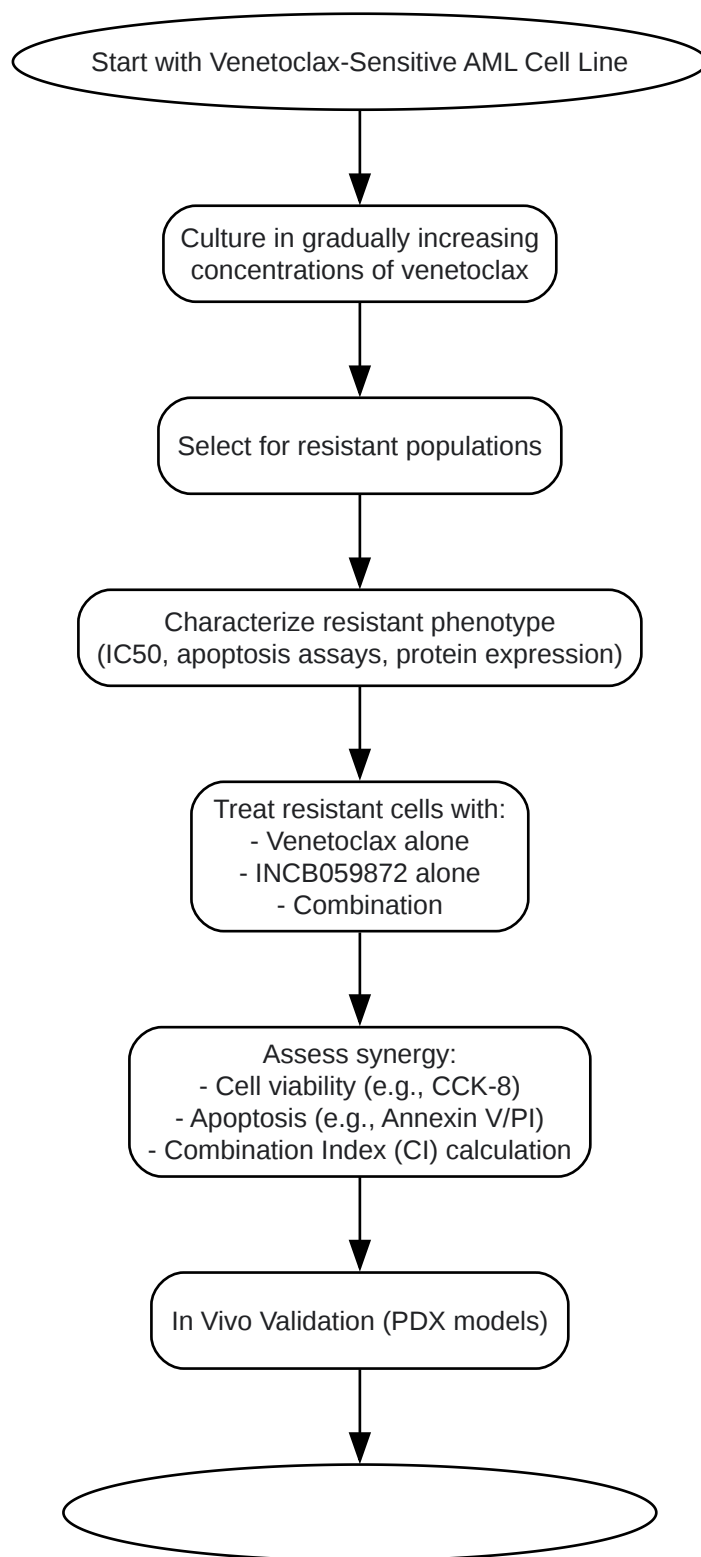 Start with Venetoclax-Sensitive AML Cell Line
Culture in gradually increasing
concentrations of venetoclax
Select for resistant populations
Characterize resistant phenotype
(IC50, apoptosis assays, protein expression)
Treat resistant cells with:
- Venetoclax alone
- INCB059872 alone
- Combination
Assess synergy:
- Cell viability (e.g., CCK-8)
- Apoptosis (e.g., Annexin V/PI)
- Combination Index (CI) calculation
In Vivo Validation (PDX models)